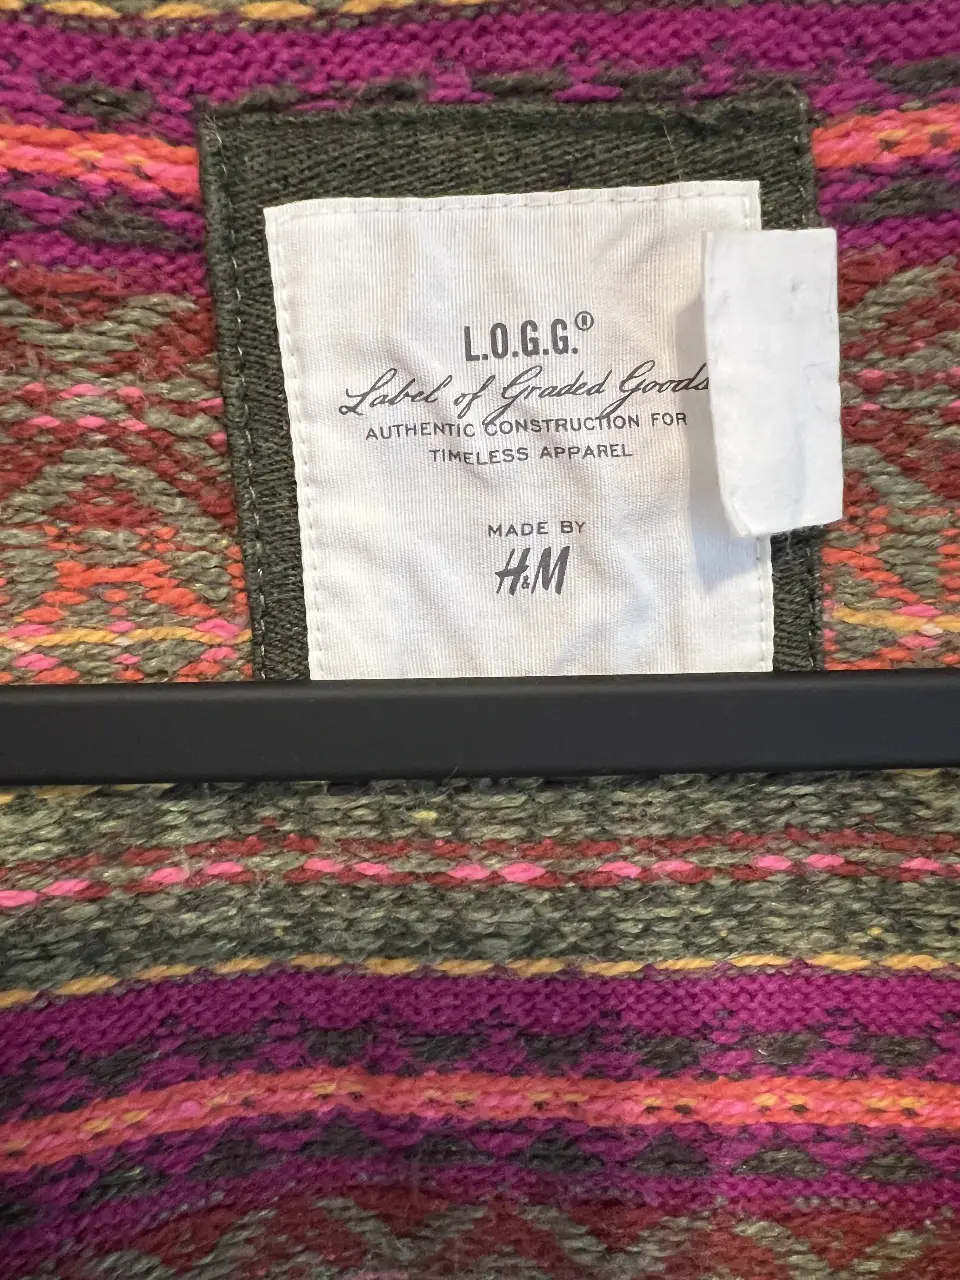 L.O.G.G.®
Label of Graded Goods
AUTHENTIC CONSTRUCTION FOR
TIMELESS APPAREL
MADE BY
H&M